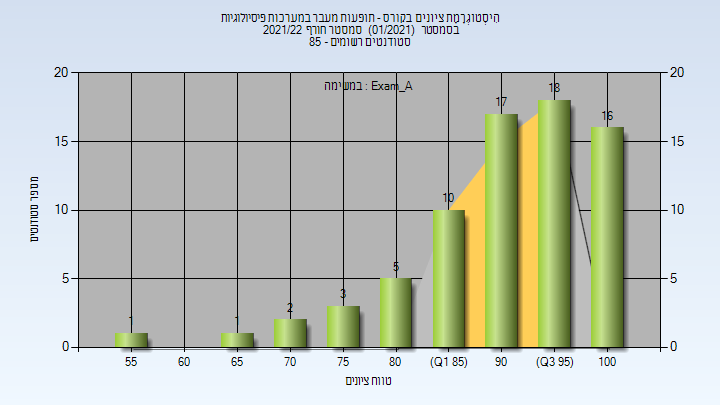 הִיסְטוֹגְרָמַת ציונים בקורס - תופעות מעבר במערכות פיסיולוגיות
בסמסטר (01/2021) סמסטר חורף 2021/22
סטודנטים רשומים - 85
במשימה : Exam_A
20 20
15 15
10 10
5 5
0 0
מספר סטודנטים
1 1 2 3 5 10 17 18 16
55 60 65 70 75 80 (Q1 85) 90 (Q3 95) 100
טווח ציונים